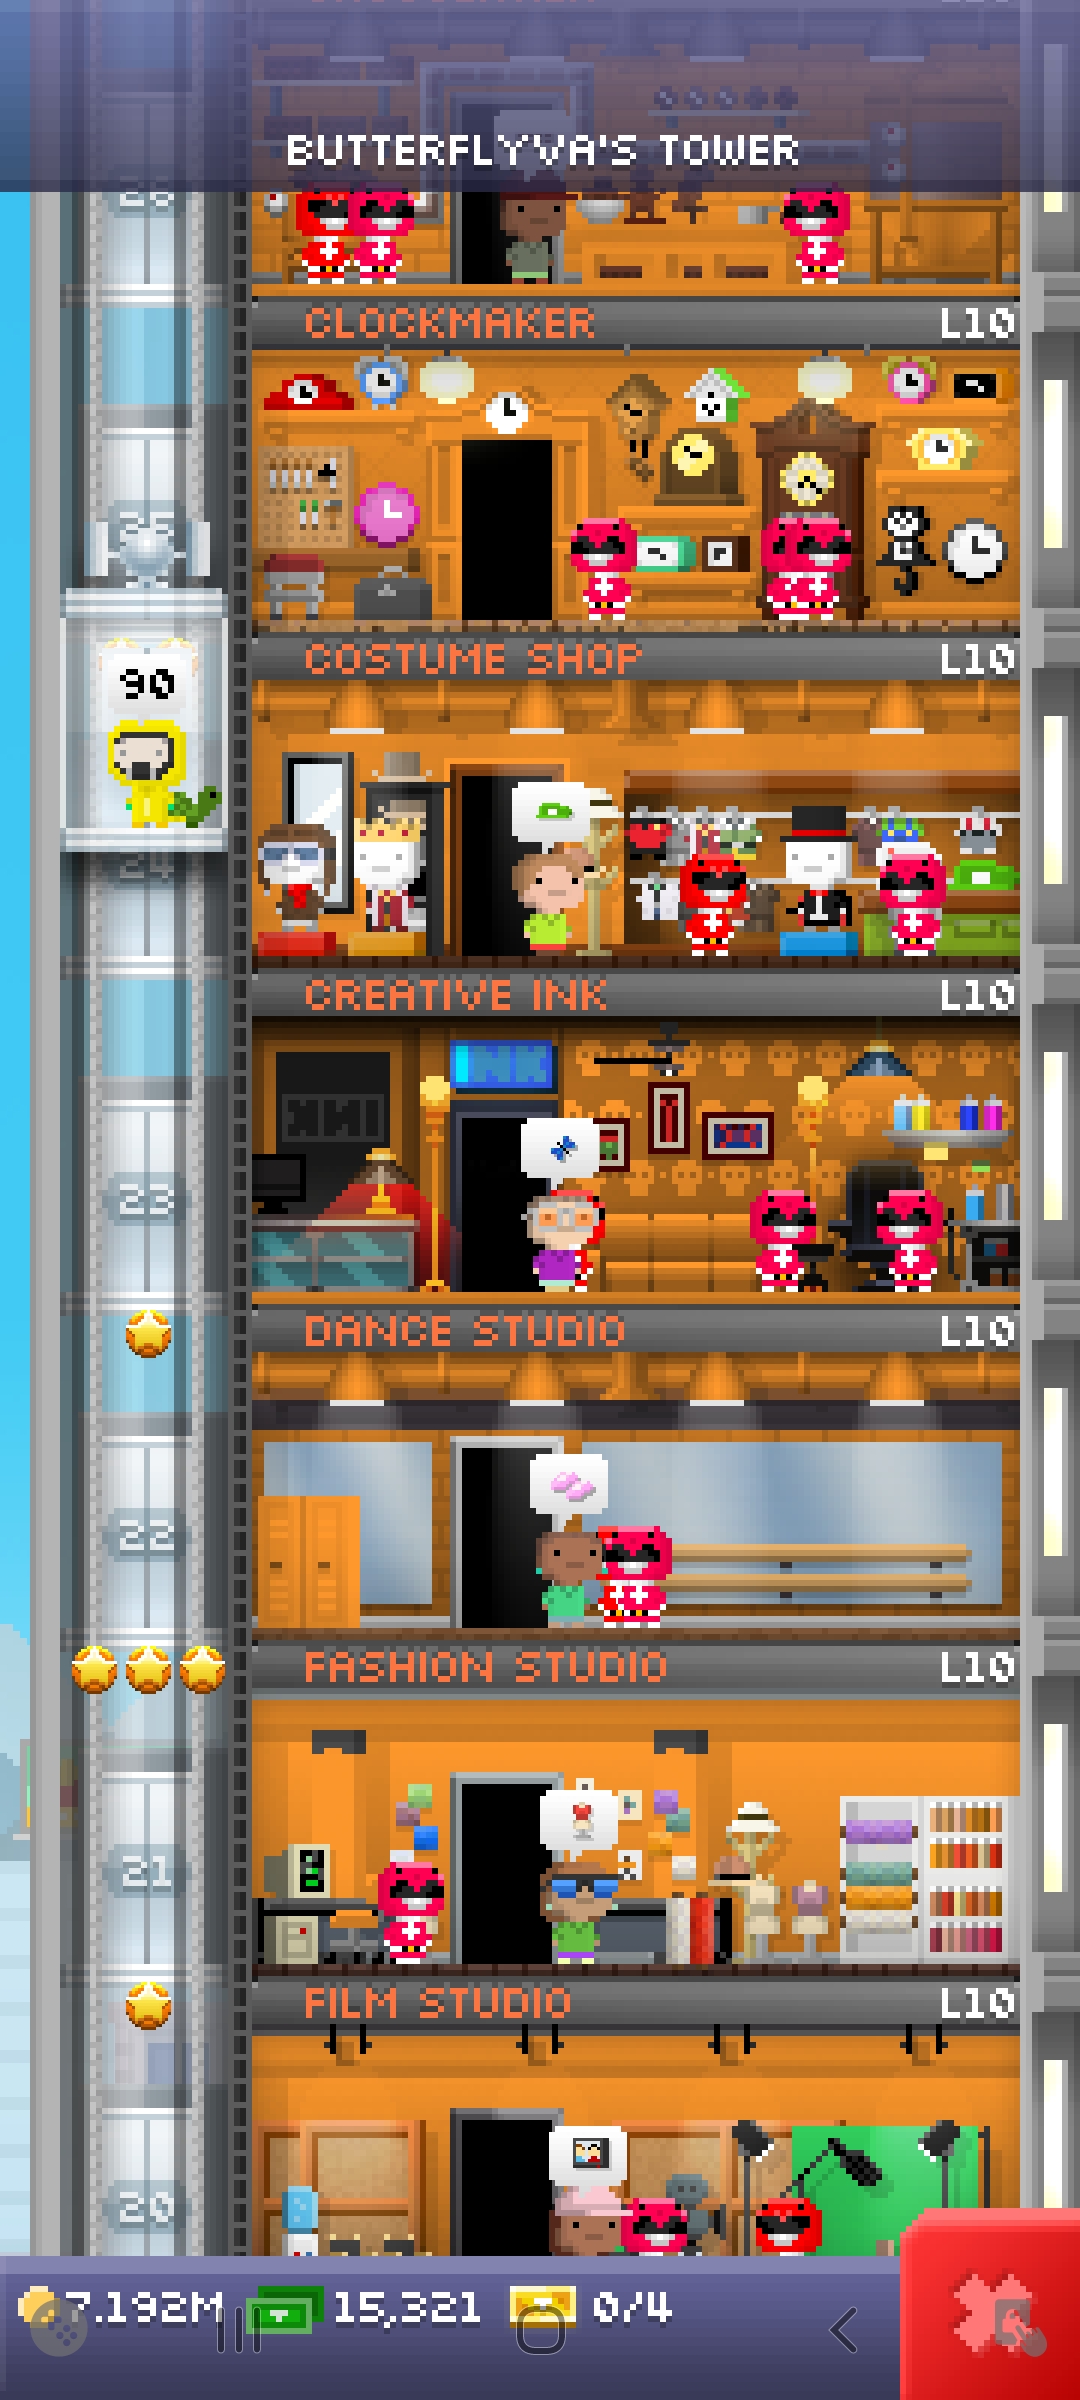 BUTTERFLYVA'S TOWER
CLOCKMAKER L10
COSTUME SHOP L10
90
24
CREATIVE INK L10
INK
23
DANCE STUDIO L10
22
FASHION STUDIO L10
21
FILM STUDIO L10
20
7.192M 15,321 0/4